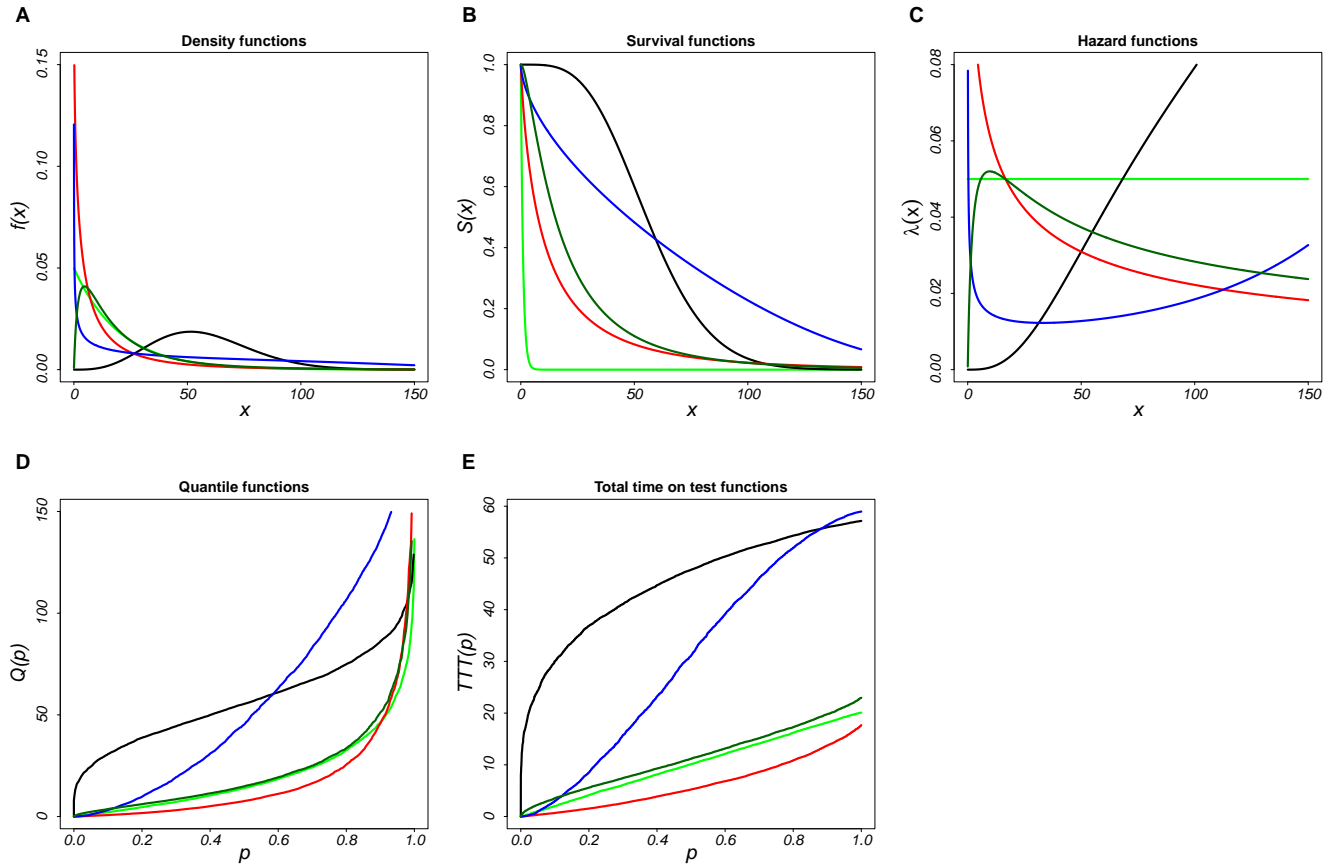 A
Density functions
f(x)
0.00 0.05 0.10 0.15
0 50 100 150
x
B
Survival functions
S(x)
0.0 0.2 0.4 0.6 0.8 1.0
0 50 100 150
x
C
Hazard functions
λ(x)
0.00 0.02 0.04 0.06 0.08
0 50 100 150
x
D
Quantile functions
Q(p)
0 50 100 150
0.0 0.2 0.4 0.6 0.8 1.0
p
E
Total time on test functions
TTT(p)
0 10 20 30 40 50 60
0.0 0.2 0.4 0.6 0.8 1.0
p